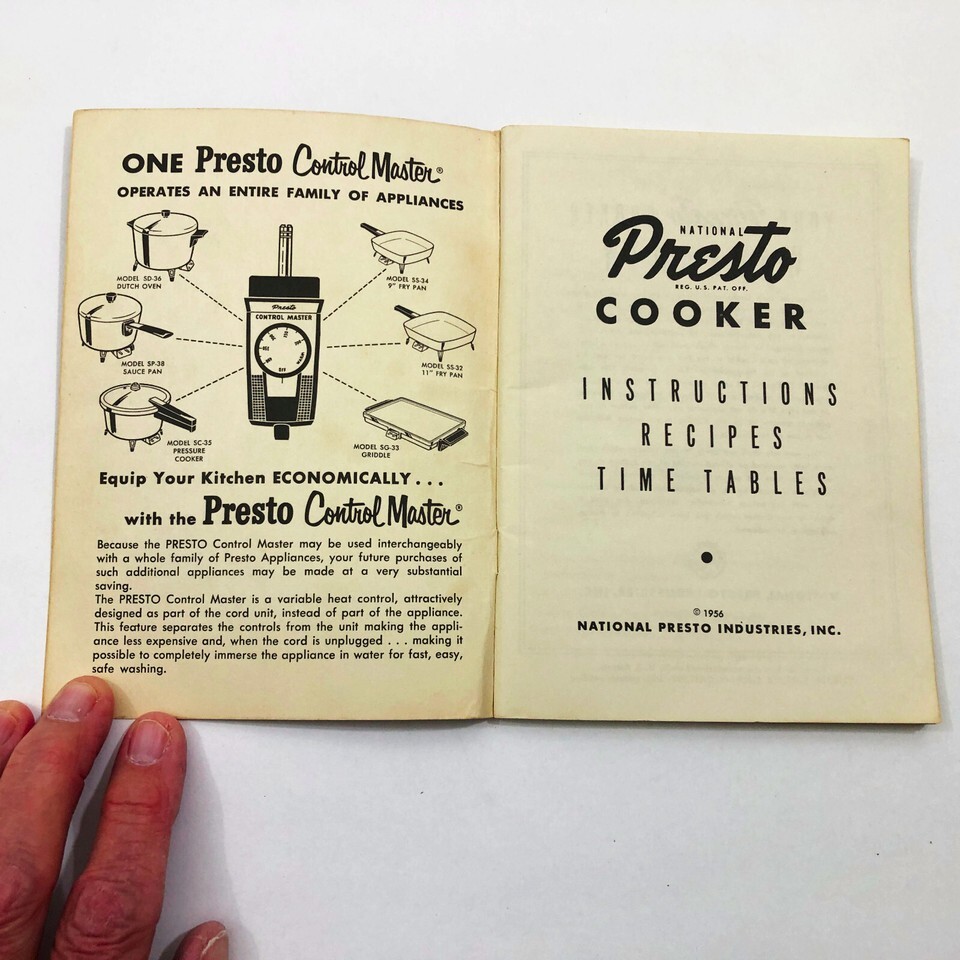 ONE Presto Control Master®
OPERATES AN ENTIRE FAMILY OF APPLIANCES
MODEL SD-36
DUTCH OVEN
MODEL SS-34
9" FRY PAN
Presto
CONTROL MASTER
OFF
MODEL SP-38
SAUCE PAN
MODEL SS-32
11" FRY PAN
MODEL SC-35
PRESSURE
COOKER
MODEL SG-33
GRIDDLE
Equip Your Kitchen ECONOMICALLY...
with the Presto Control Master®
Because the PRESTO Control Master may be used interchangeably
with a whole family of Presto Appliances, your future purchases of
such additional appliances may be made at a very substantial
saving.
The PRESTO Control Master is a variable heat control, attractively
designed as part of the cord unit, instead of part of the appliance.
This feature separates the controls from the unit making the appli-
ance less expensive and, when the cord is unplugged ... making it
possible to completely immerse the appliance in water for fast, easy,
safe washing.
NATIONAL
Presto
REG. U.S. PAT. OFF.
COOKER
INSTRUCTIONS
RECIPES
TIME TABLES
© 1956
NATIONAL PRESTO INDUSTRIES, INC.